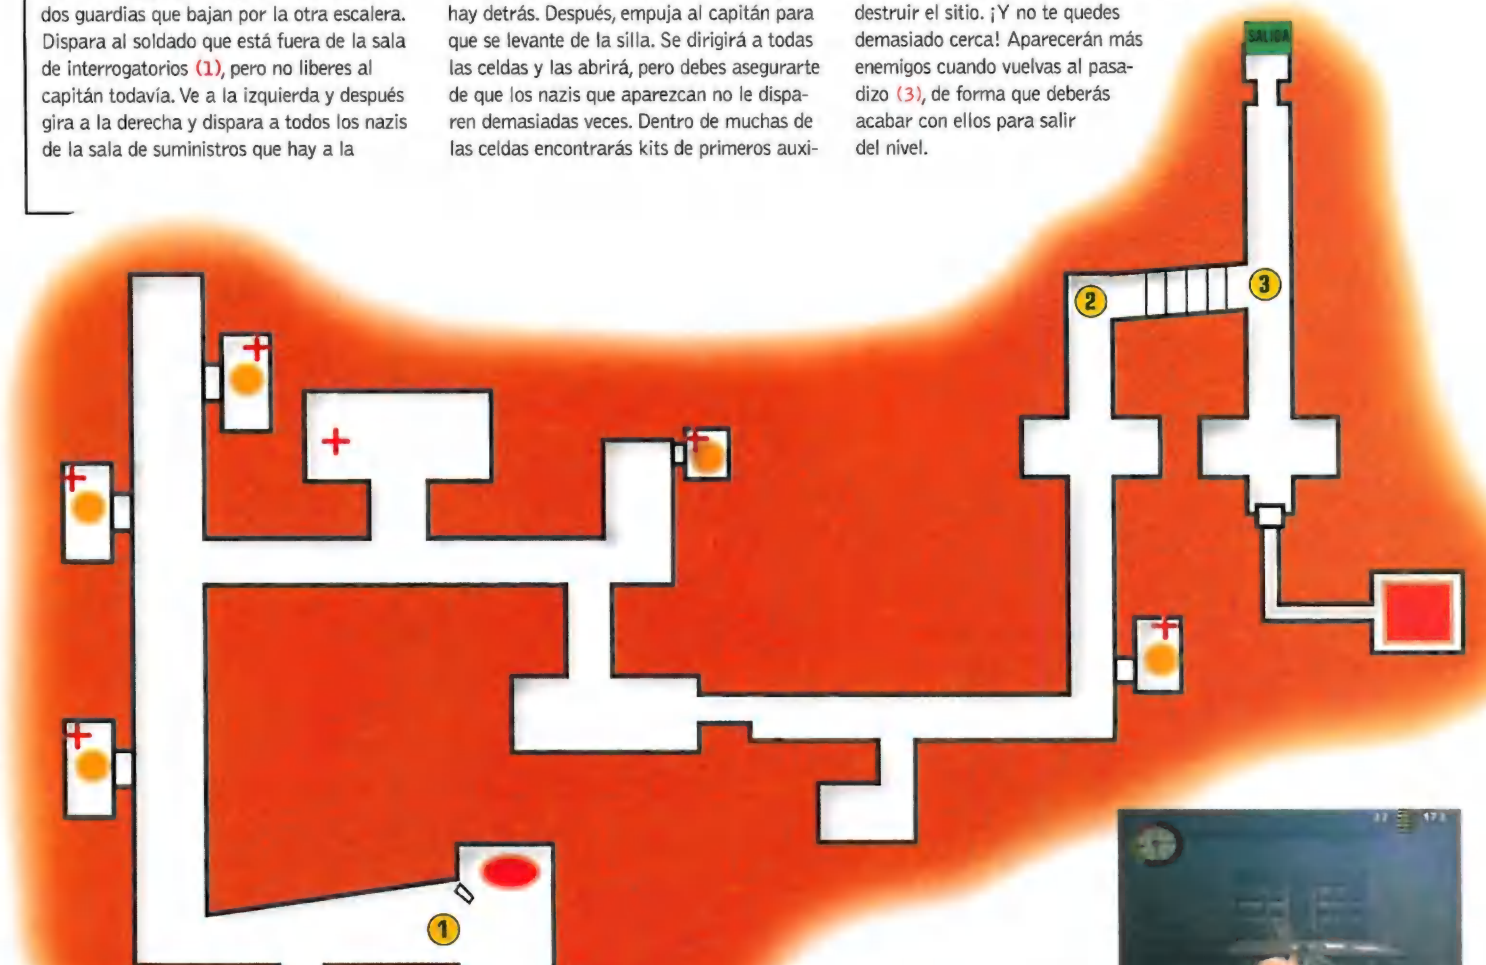 dos guardias que bajan por la otra escalera.
Dispara al soldado que está fuera de la sala
de interrogatorios (1), pero no liberes al
capitán todavía. Ve a la izquierda y después
gira a la derecha y dispara a todos los nazis
de la sala de suministros que hay a la
hay detrás. Después, empuja al capitán para
que se levante de la silla. Se dirigirá a todas
las celdas y las abrirá, pero debes asegurarte
de que los nazis que aparezcan no le dispa-
ren demasiadas veces. Dentro de muchas de
las celdas encontrarás kits de primeros auxi-
destruir el sitio. ¡Y no te quedes
demasiado cerca! Aparecerán más
enemigos cuando vuelvas al pasa-
dizo (3), de forma que deberás
acabar con ellos para salir
del nivel.
SALIDA
2
3
1